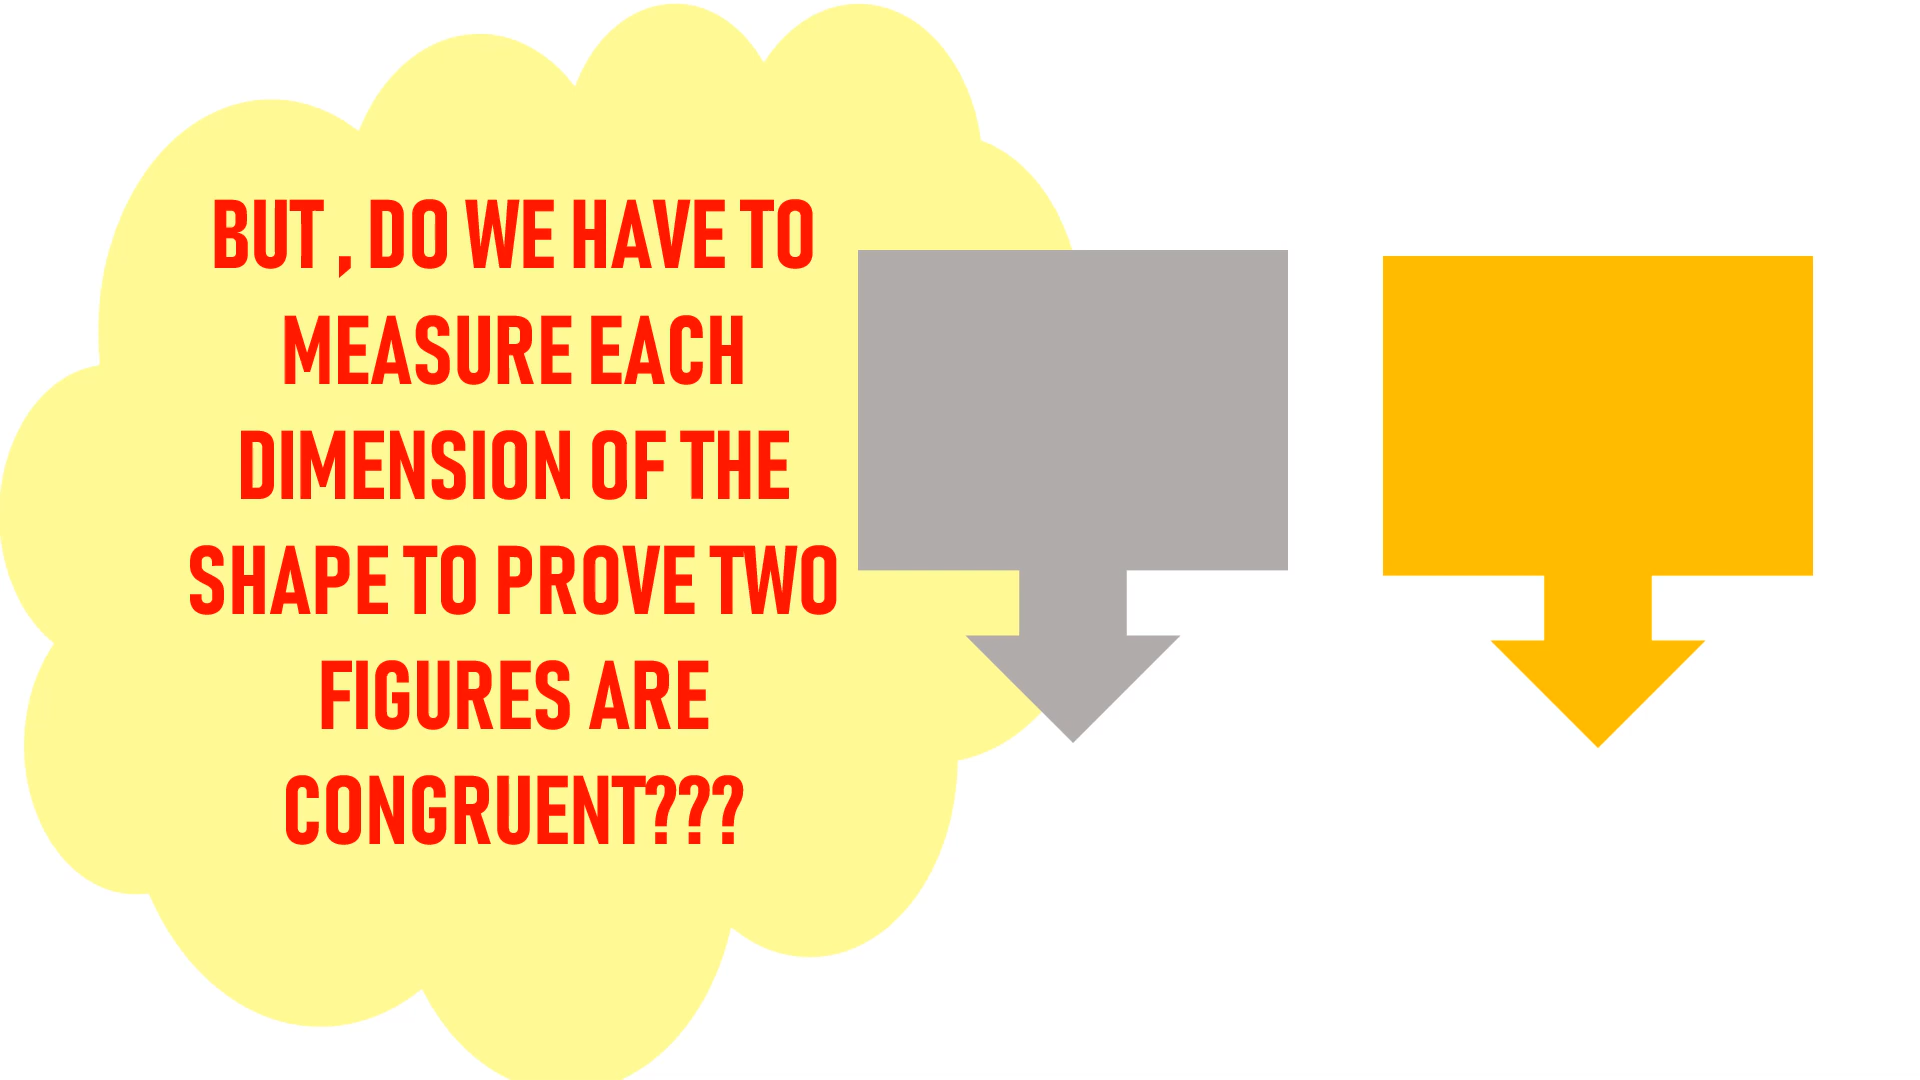 BUT , DO WE HAVE TO
MEASURE EACH
DIMENSION OF THE
SHAPE TO PROVE TWO
FIGURES ARE
CONGRUENT???